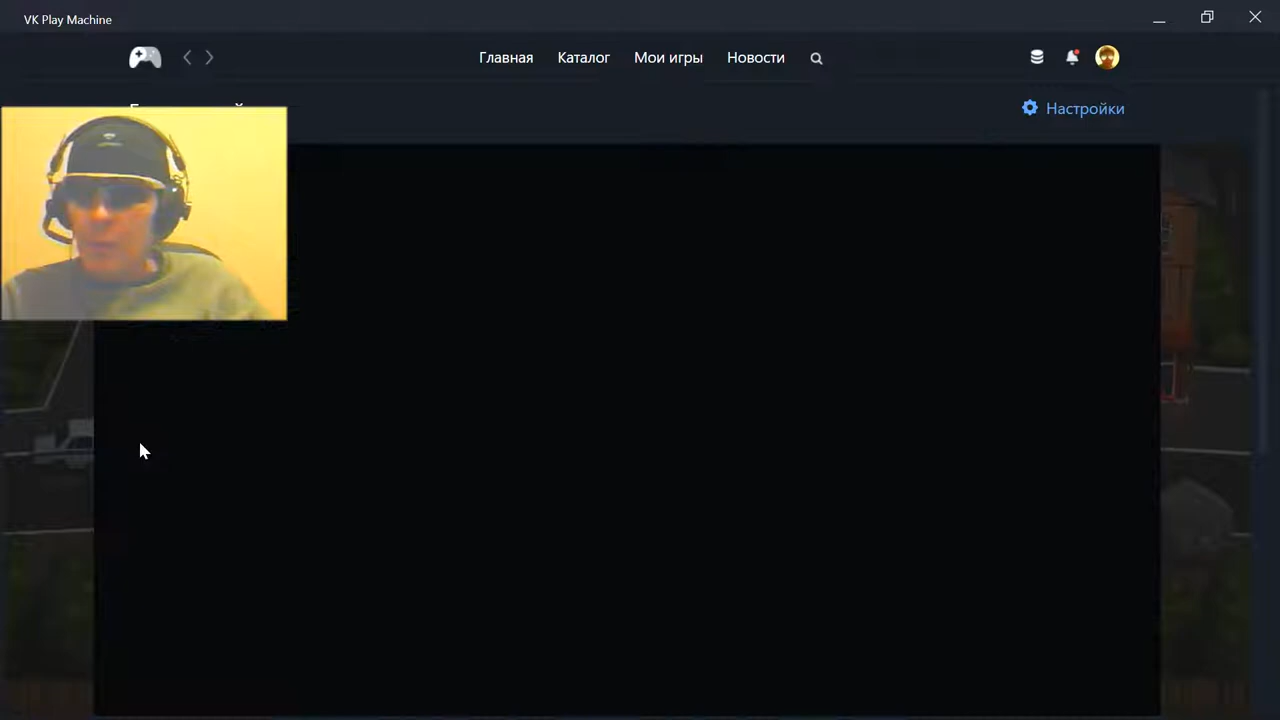 VK Play Machine
Главная
Каталог
Мои игры
Новости
Настройки